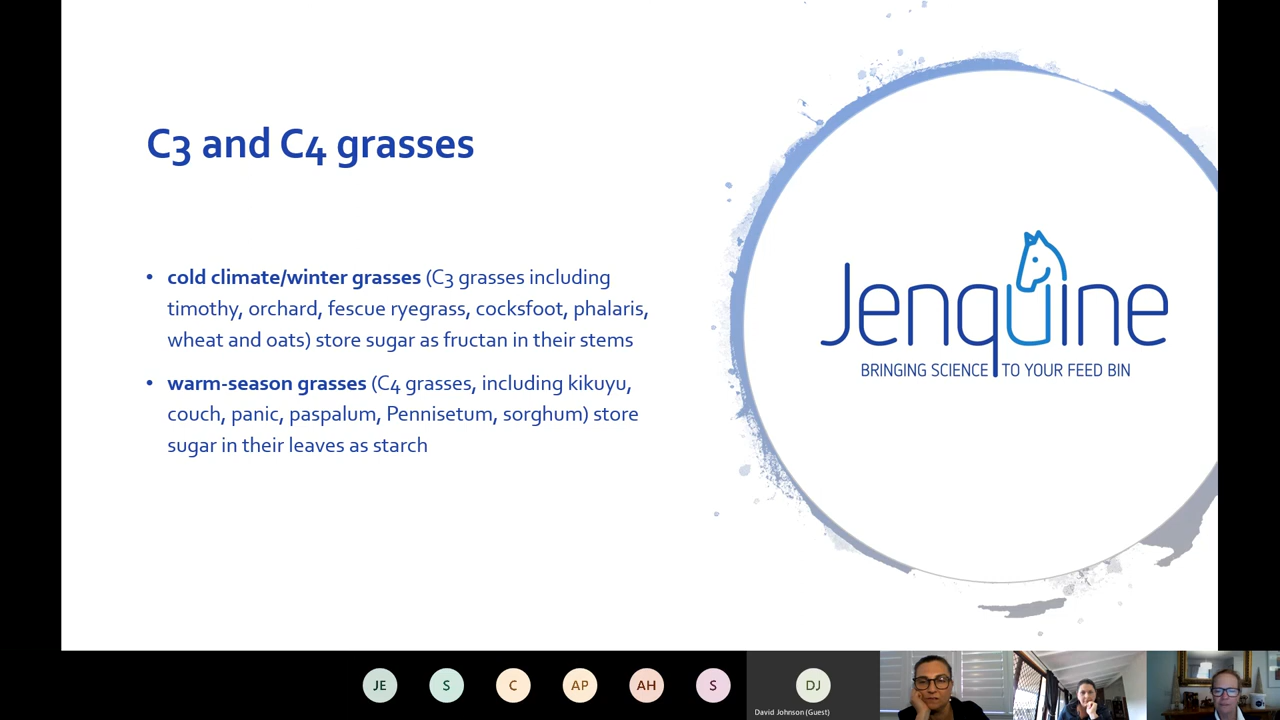 C3 and C4 grasses
• cold climate/winter grasses (C3 grasses including
timothy, orchard, fescue ryegrass, cocksfoot, phalaris,
wheat and oats) store sugar as fructan in their stems
• warm-season grasses (C4 grasses, including kikuyu,
couch, panic, paspalum, Pennisetum, sorghum) store
sugar in their leaves as starch
Jenquine
BRINGING SCIENCE TO YOUR FEED BIN
JE
S
C
AP
AH
S
DJ
David Johnson (Guest)